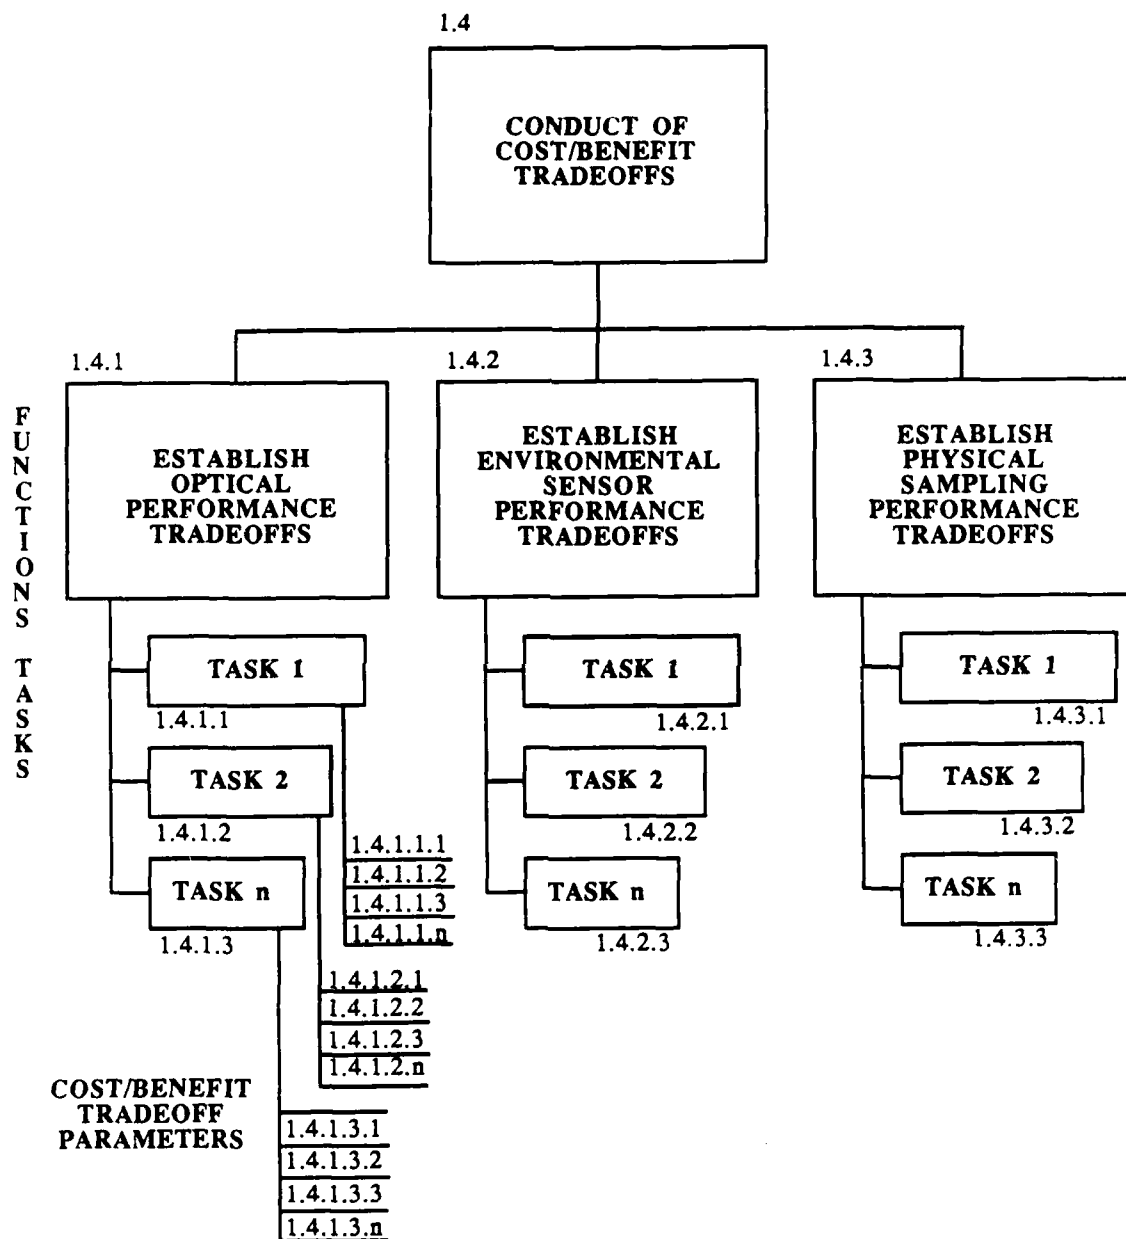 1.4
CONDUCT OF
COST/BENEFIT
TRADEOFFS
1.4.1
ESTABLISH
OPTICAL
PERFORMANCE
TRADEOFFS
1.4.2
ESTABLISH
ENVIRONMENTAL
SENSOR
PERFORMANCE
TRADEOFFS
1.4.3
ESTABLISH
PHYSICAL
SAMPLING
PERFORMANCE
TRADEOFFS
FUNCTIONS TASKS
TASK 1
1.4.1.1
TASK 2
1.4.1.2
TASK n
1.4.1.3
1.4.1.1.1
1.4.1.1.2
1.4.1.1.3
1.4.1.1.n
1.4.1.2.1
1.4.1.2.2
1.4.1.2.3
1.4.1.2.n
COST/BENEFIT
TRADEOFF
PARAMETERS
1.4.1.3.1
1.4.1.3.2
1.4.1.3.3
1.4.1.3.n
TASK 1
1.4.2.1
TASK 2
1.4.2.2
TASK n
1.4.2.3
TASK 1
1.4.3.1
TASK 2
1.4.3.2
TASK n
1.4.3.3